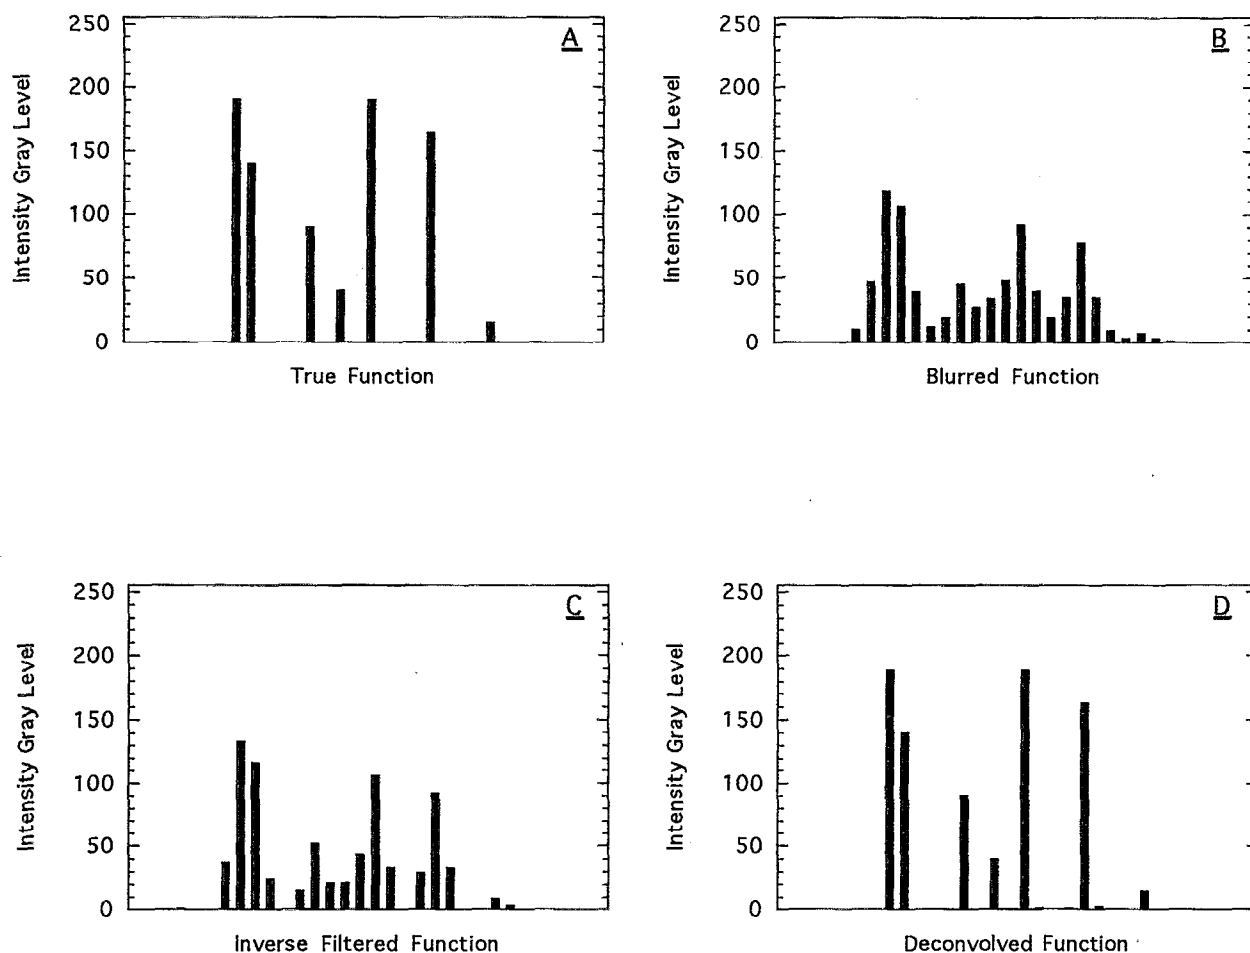 A
250
200
150
100
50
0
Intensity Gray Level
True Function
B
250
200
150
100
50
0
Intensity Gray Level
Blurred Function
C
250
200
150
100
50
0
Intensity Gray Level
Inverse Filtered Function
D
250
200
150
100
50
0
Intensity Gray Level
Deconvolved Function